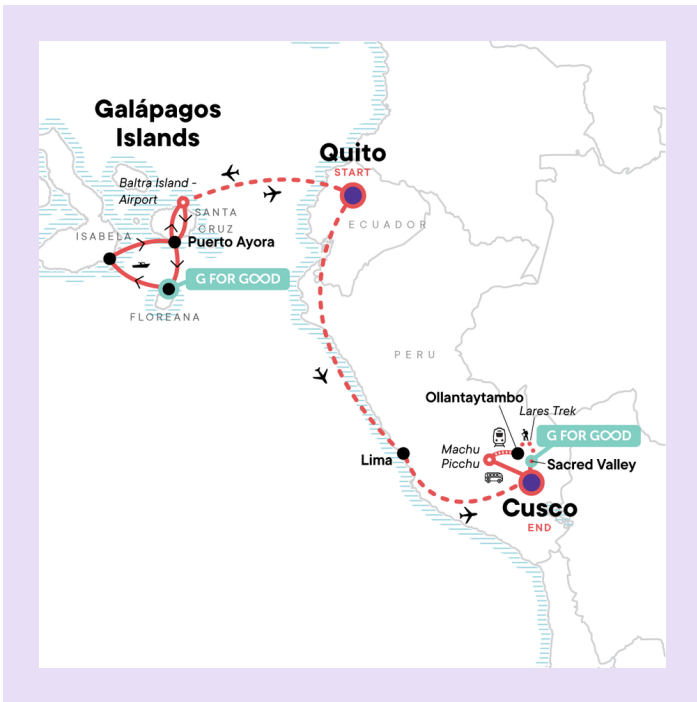 Galápagos
Islands
Quito
START
Baltra Island -
Airport
SANTA
CRUZ
ECUADOR
ISABELA
Puerto Ayora
G FOR GOOD
FLOREANA
PERU
Ollantaytambo
Lares Trek
G FOR GOOD
Machu
Picchu
Lima
Sacred Valley
Cusco
END